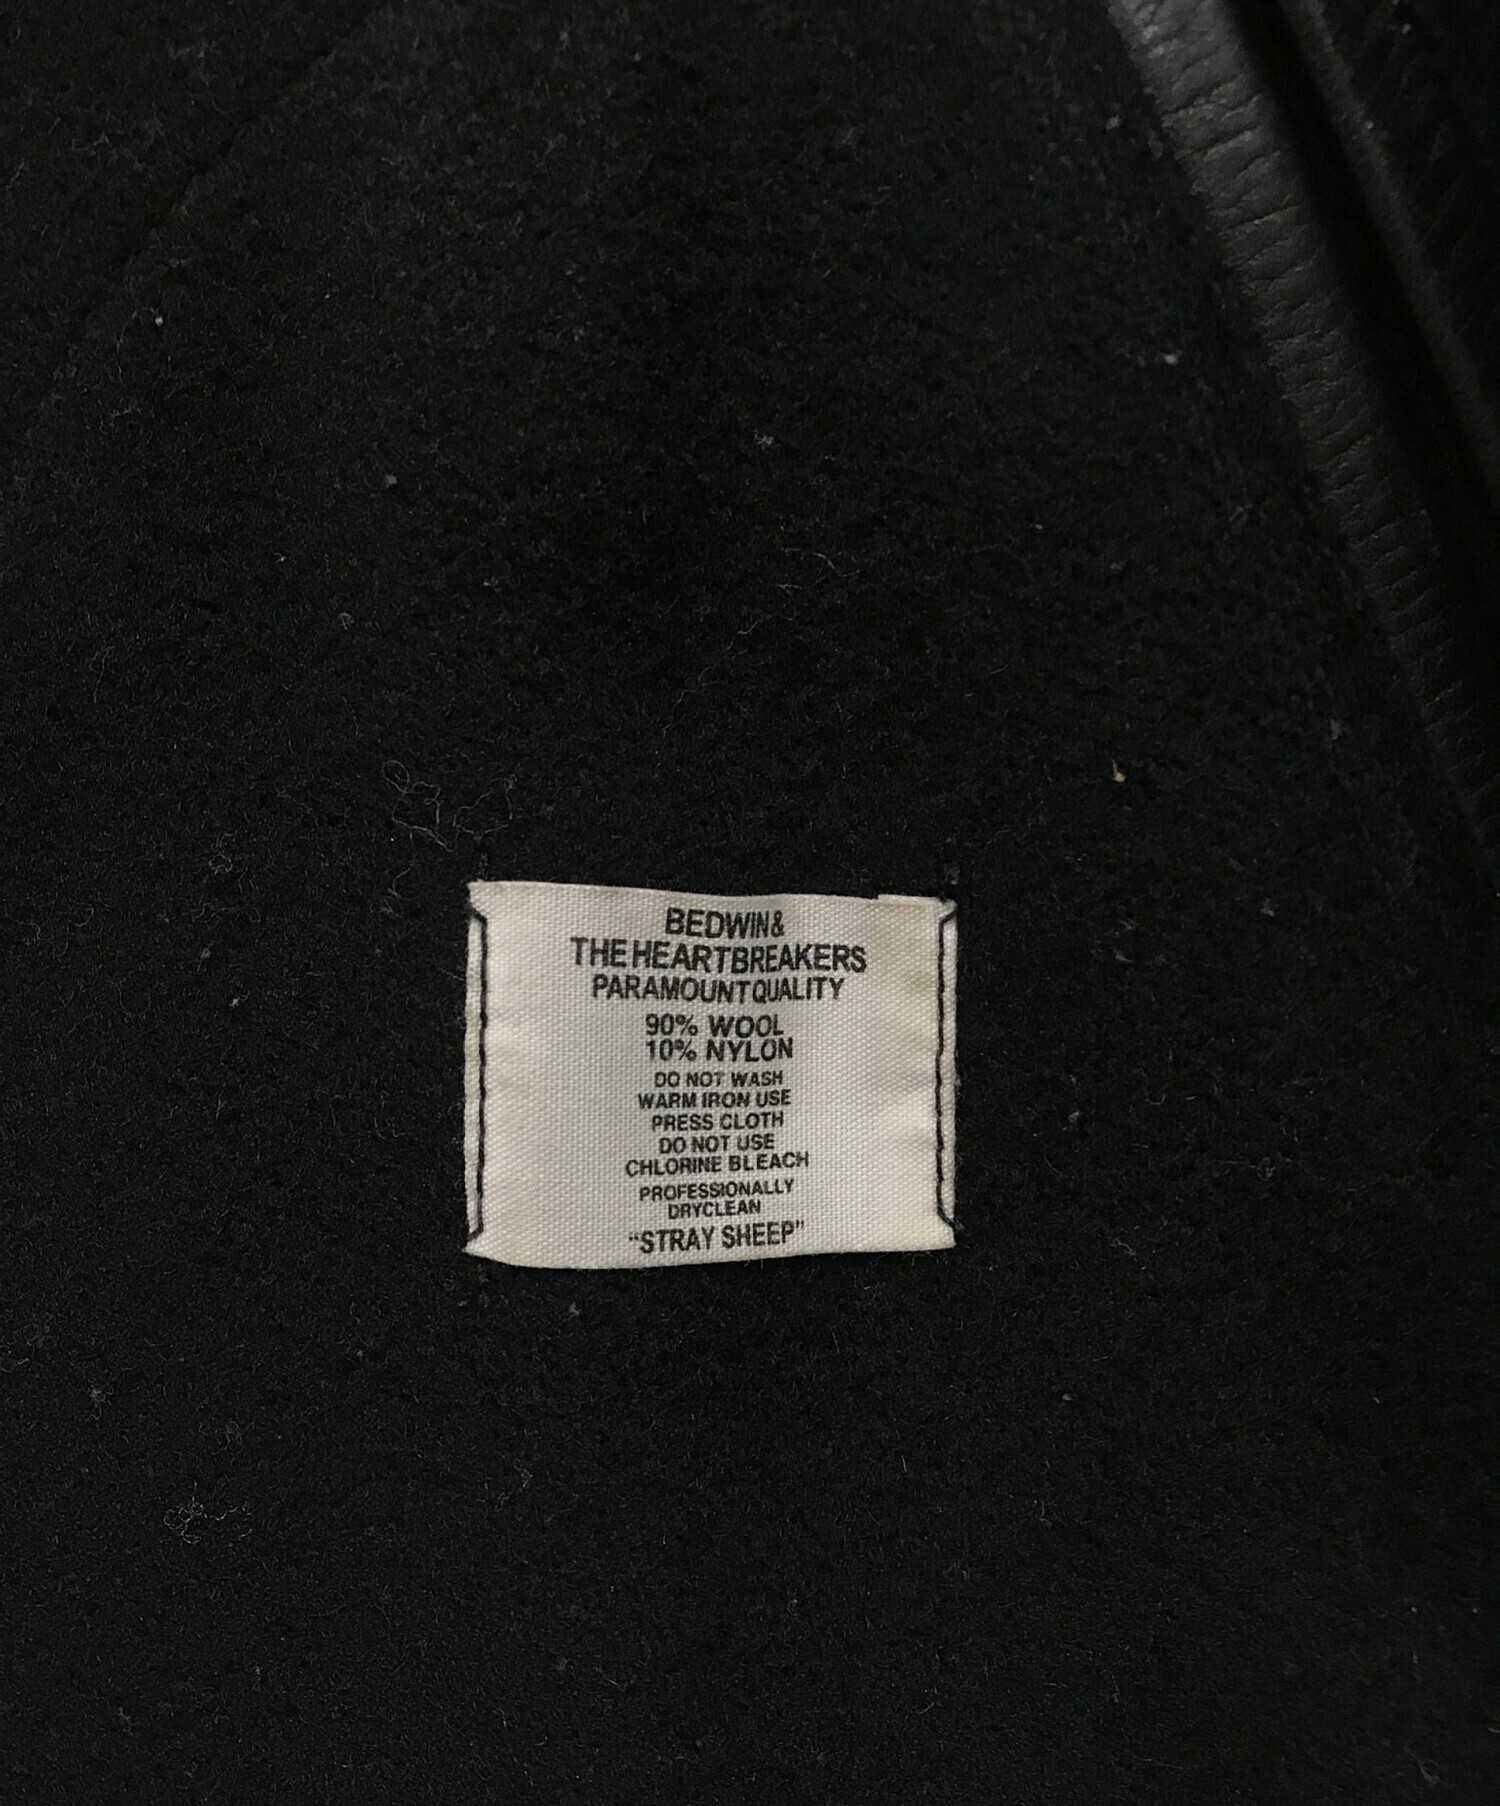 BEDWIN&
THE HEARTBREAKERS
PARAMOUNT QUALITY
90% WOOL
10% NYLON
DO NOT WASH
WARM IRON USE
PRESS CLOTH
DO NOT USE
CHLORINE BLEACH
PROFESSIONALLY
DRYCLEAN
"STRAY SHEEP"